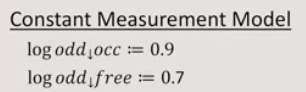 Constant Measurement Model
log odd↓occ := 0.9
log odd↓free := 0.7